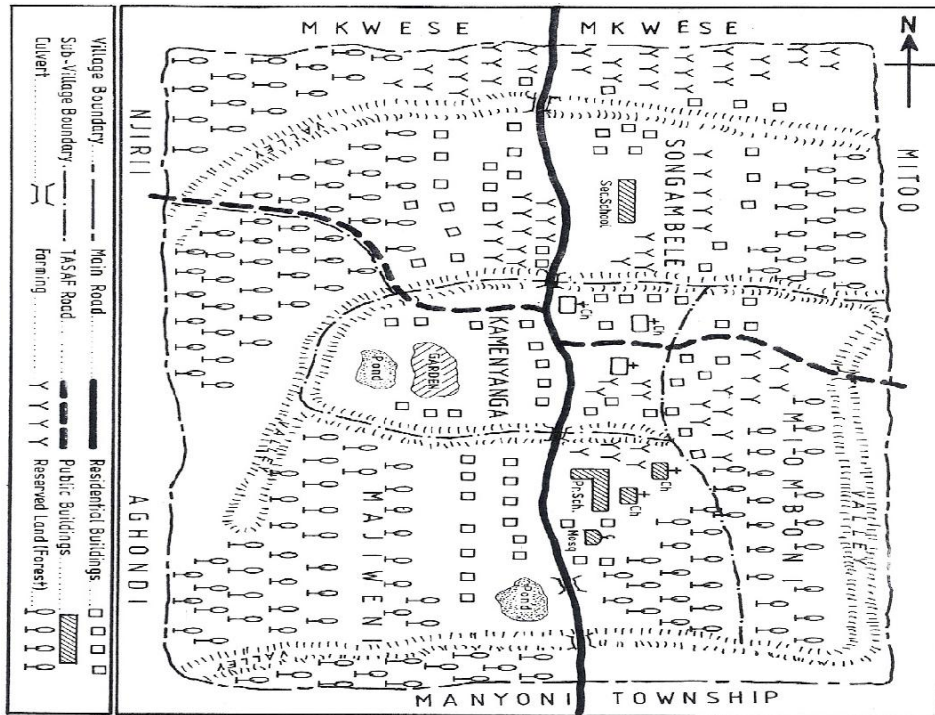 MKWESE MKWESE
N
MITOO
NJIRII
AGHONDI
MANYONI TOWNSHIP
SONGAMBELE
Sec. School
KAMENYANGA
GARDEN
Pond
MAJIWENI
Pond
MIOMBONI
VALLEY
VALLEY
VALLEY
VALLEY
Ch
Ch
Ch
Ch
Pr.Sch.
Mosq
Village Boundary
Main Road
Residential Buildings
Sub-Village Boundary
TASAF Road
Public Buildings
Culvert
Farming
Reserved Land (Forest)